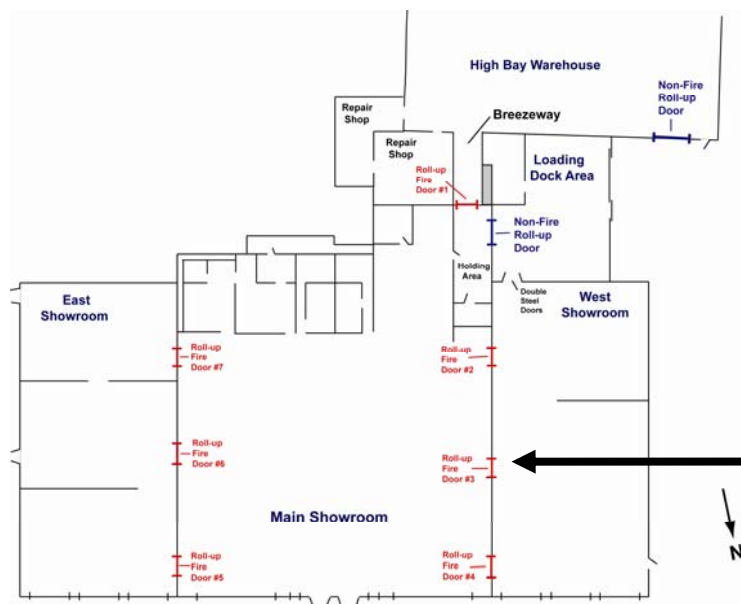 High Bay Warehouse
Non-Fire
Roll-up
Door
Repair
Shop
Breezeway
Repair
Shop
Loading
Dock Area
Roll-up
Fire
Door #1
Non-Fire
Roll-up
Door
Holding
Area
East
Showroom
Double
Steel
Doors
West
Showroom
Roll-up
Fire
Door #7
Roll-up
Fire
Door #2
Roll-up
Fire
Door #6
Roll-up
Fire
Door #3
Main Showroom
N
Roll-up
Fire
Door #5
Roll-up
Fire
Door #4